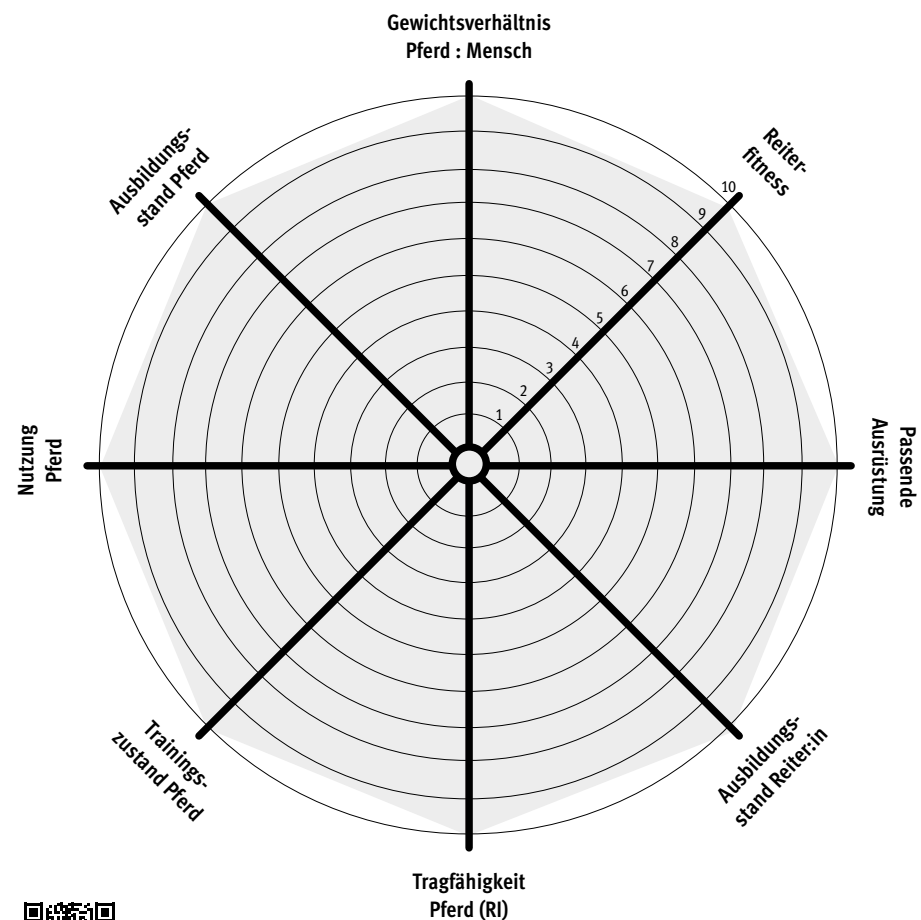 Gewichtsverhältnis
Pferd : Mensch
Reiter-
fitness
10
9
8
7
6
5
4
3
2
1
Passende
Ausrüstung
Ausbildungs-
stand Reiter:in
Tragfähigkeit
Pferd (RI)
Trainings-
zustand Pferd
Nutzung
Pferd
Ausbildungs-
stand Pferd